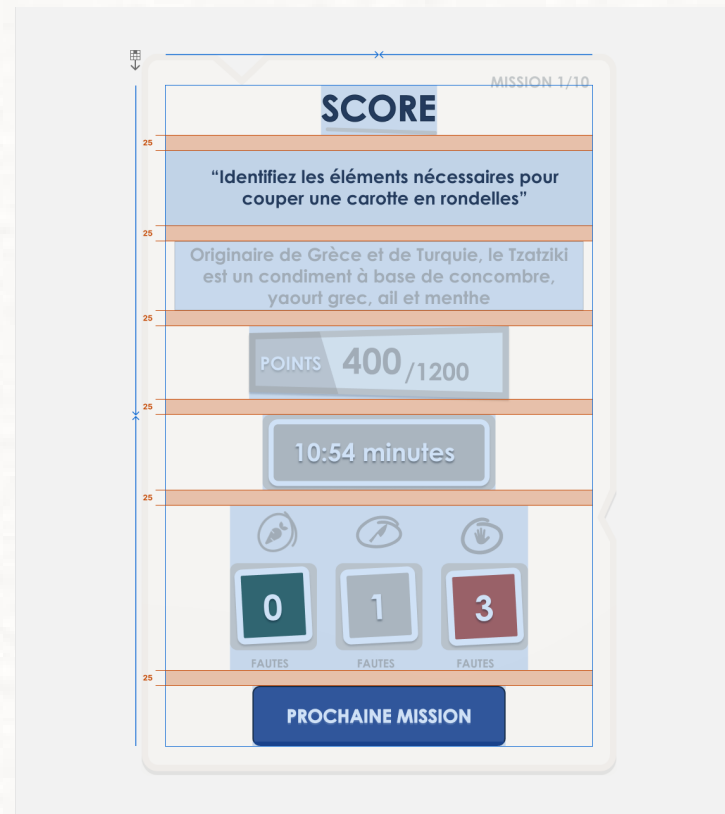 MISSION 1/10
SCORE
25
“Identifiez les éléments nécessaires pour
couper une carotte en rondelles”
25
Originaire de Grèce et de Turquie, le Tzatziki
est un condiment à base de concombre,
yaourt grec, ail et menthe
25
POINTS 400/1200
25
10:54 minutes
25
0 1 3
FAUTES FAUTES FAUTES
25
PROCHAINE MISSION